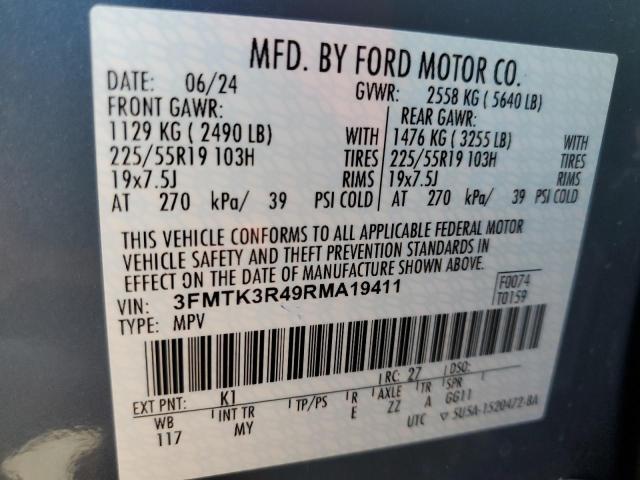 MFD. BY FORD MOTOR CO.
DATE: 06/24 GVWR: 2558 KG ( 5640 LB)
FRONT GAWR: REAR GAWR:
1129 KG ( 2490 LB) WITH 1476 KG ( 3255 LB) WITH
225/55R19 103H TIRES 225/55R19 103H TIRES
19x7.5J RIMS 19x7.5J RIMS
AT 270 kPa/ 39 PSI COLD AT 270 kPa/ 39 PSI COLD
THIS VEHICLE CONFORMS TO ALL APPLICABLE FEDERAL MOTOR
VEHICLE SAFETY AND THEFT PREVENTION STANDARDS IN
EFFECT ON THE DATE OF MANUFACTURE SHOWN ABOVE.
VIN: 3FMTK3R49RMA19411 F0074
TYPE: MPV T0159
EXT PNT: K1 RC: 27 DSO:
WB INT TR TP/PS R AXLE TR SPR
117 MY E ZZ A GG11
UTC ▽ 5U5A-1520472-BA